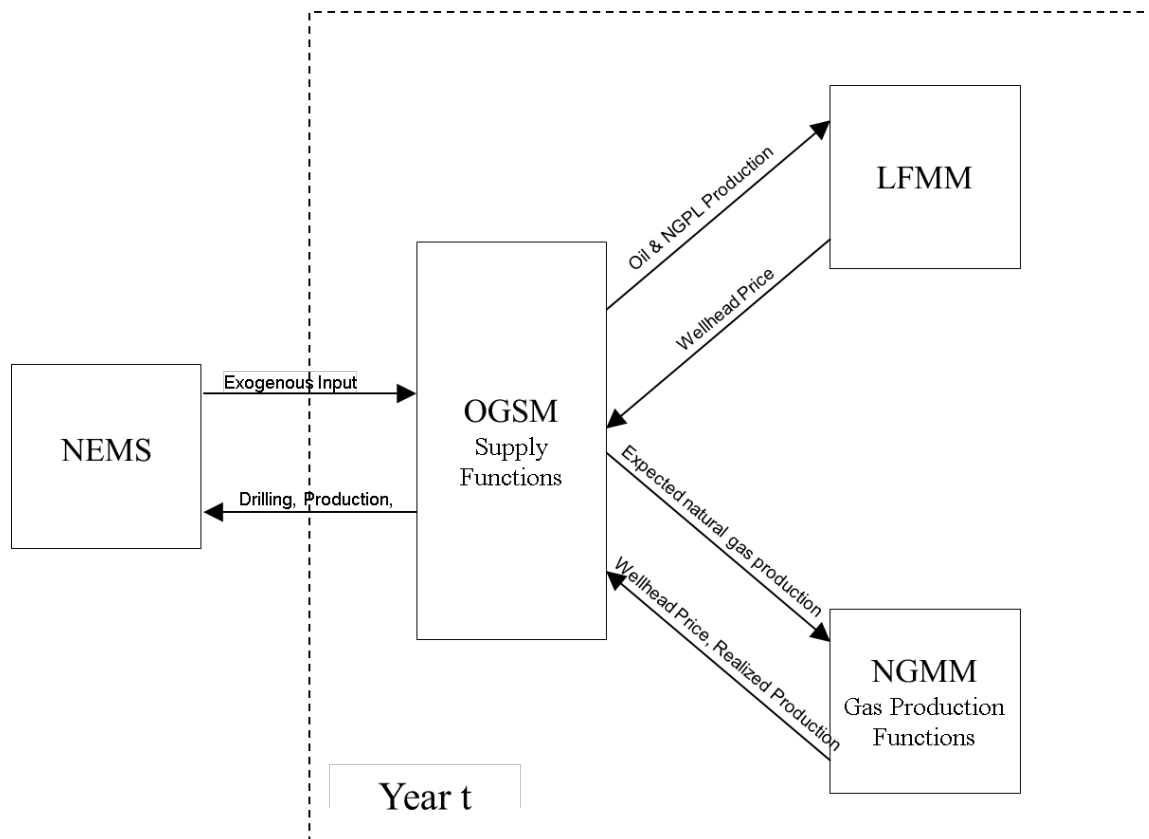 LFMM
Oil & NGPL Production
Wellhead Price
NEMS
Exogenous Input
Drilling, Production,
OGSM
Supply
Functions
Expected natural gas production
Wellhead Price, Realized Production
NGMM
Gas Production
Functions
Year t